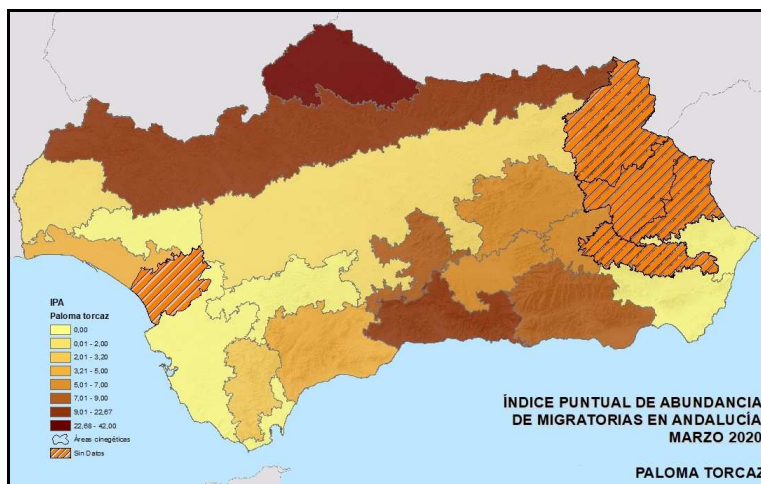 IPA
Paloma torcaz
0,00
0,01 - 2,00
2,01 - 3,20
3,21 - 5,00
5,01 - 7,00
7,01 - 9,00
9,01 - 22,67
22,68 - 42,00
Áreas cinegéticas
Sin Datos
ÍNDICE PUNTUAL DE ABUNDANCIA
DE MIGRATORIAS EN ANDALUCÍA
MARZO 2020
PALOMA TORCAZ